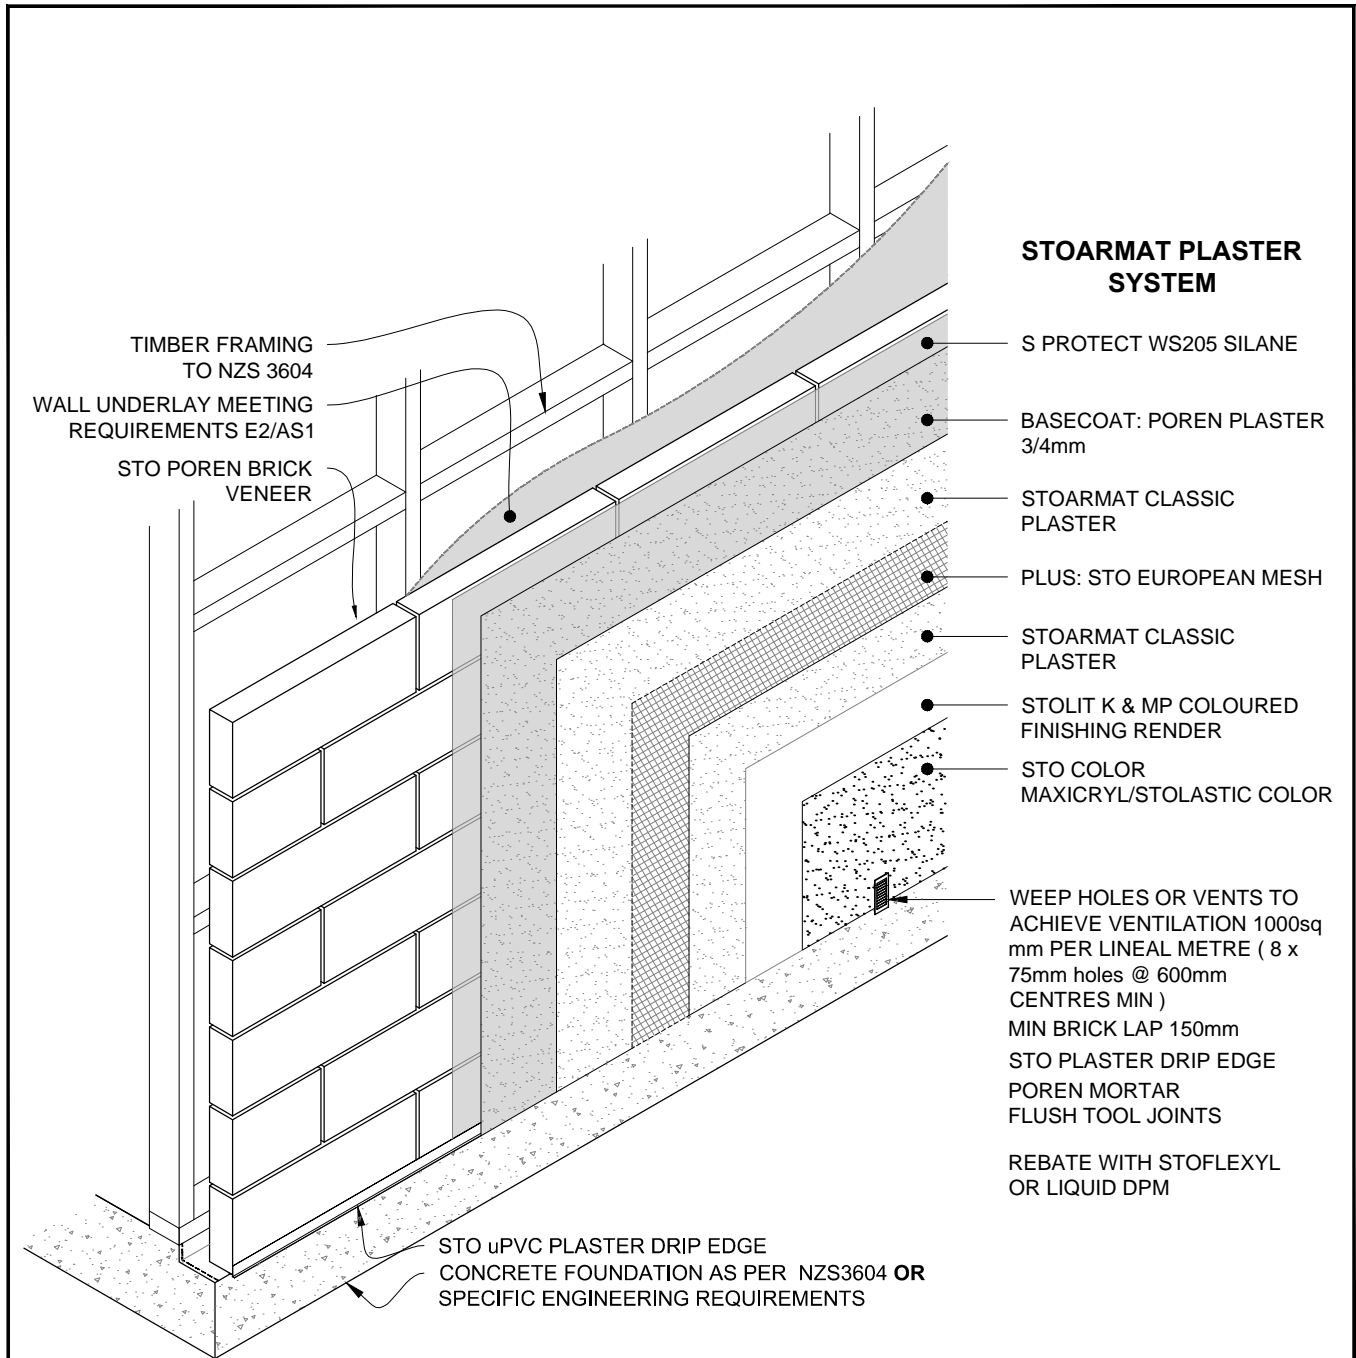 STOARMAT PLASTER
SYSTEM
TIMBER FRAMING
TO NZS 3604
WALL UNDERLAY MEETING
REQUIREMENTS E2/AS1
STO POREN BRICK
VENEER
S PROTECT WS205 SILANE
BASECOAT: POREN PLASTER
3/4mm
STOARMAT CLASSIC
PLASTER
PLUS: STO EUROPEAN MESH
STOARMAT CLASSIC
PLASTER
STOLIT K & MP COLOURED
FINISHING RENDER
STO COLOR
MAXICRYL/STOLASTIC COLOR
WEEP HOLES OR VENTS TO
ACHIEVE VENTILATION 1000sq
mm PER LINEAL METRE ( 8 x
75mm holes @ 600mm
CENTRES MIN )
MIN BRICK LAP 150mm
STO PLASTER DRIP EDGE
POREN MORTAR
FLUSH TOOL JOINTS
REBATE WITH STOFLEXYL
OR LIQUID DPM
STO uPVC PLASTER DRIP EDGE
CONCRETE FOUNDATION AS PER NZS3604 OR
SPECIFIC ENGINEERING REQUIREMENTS